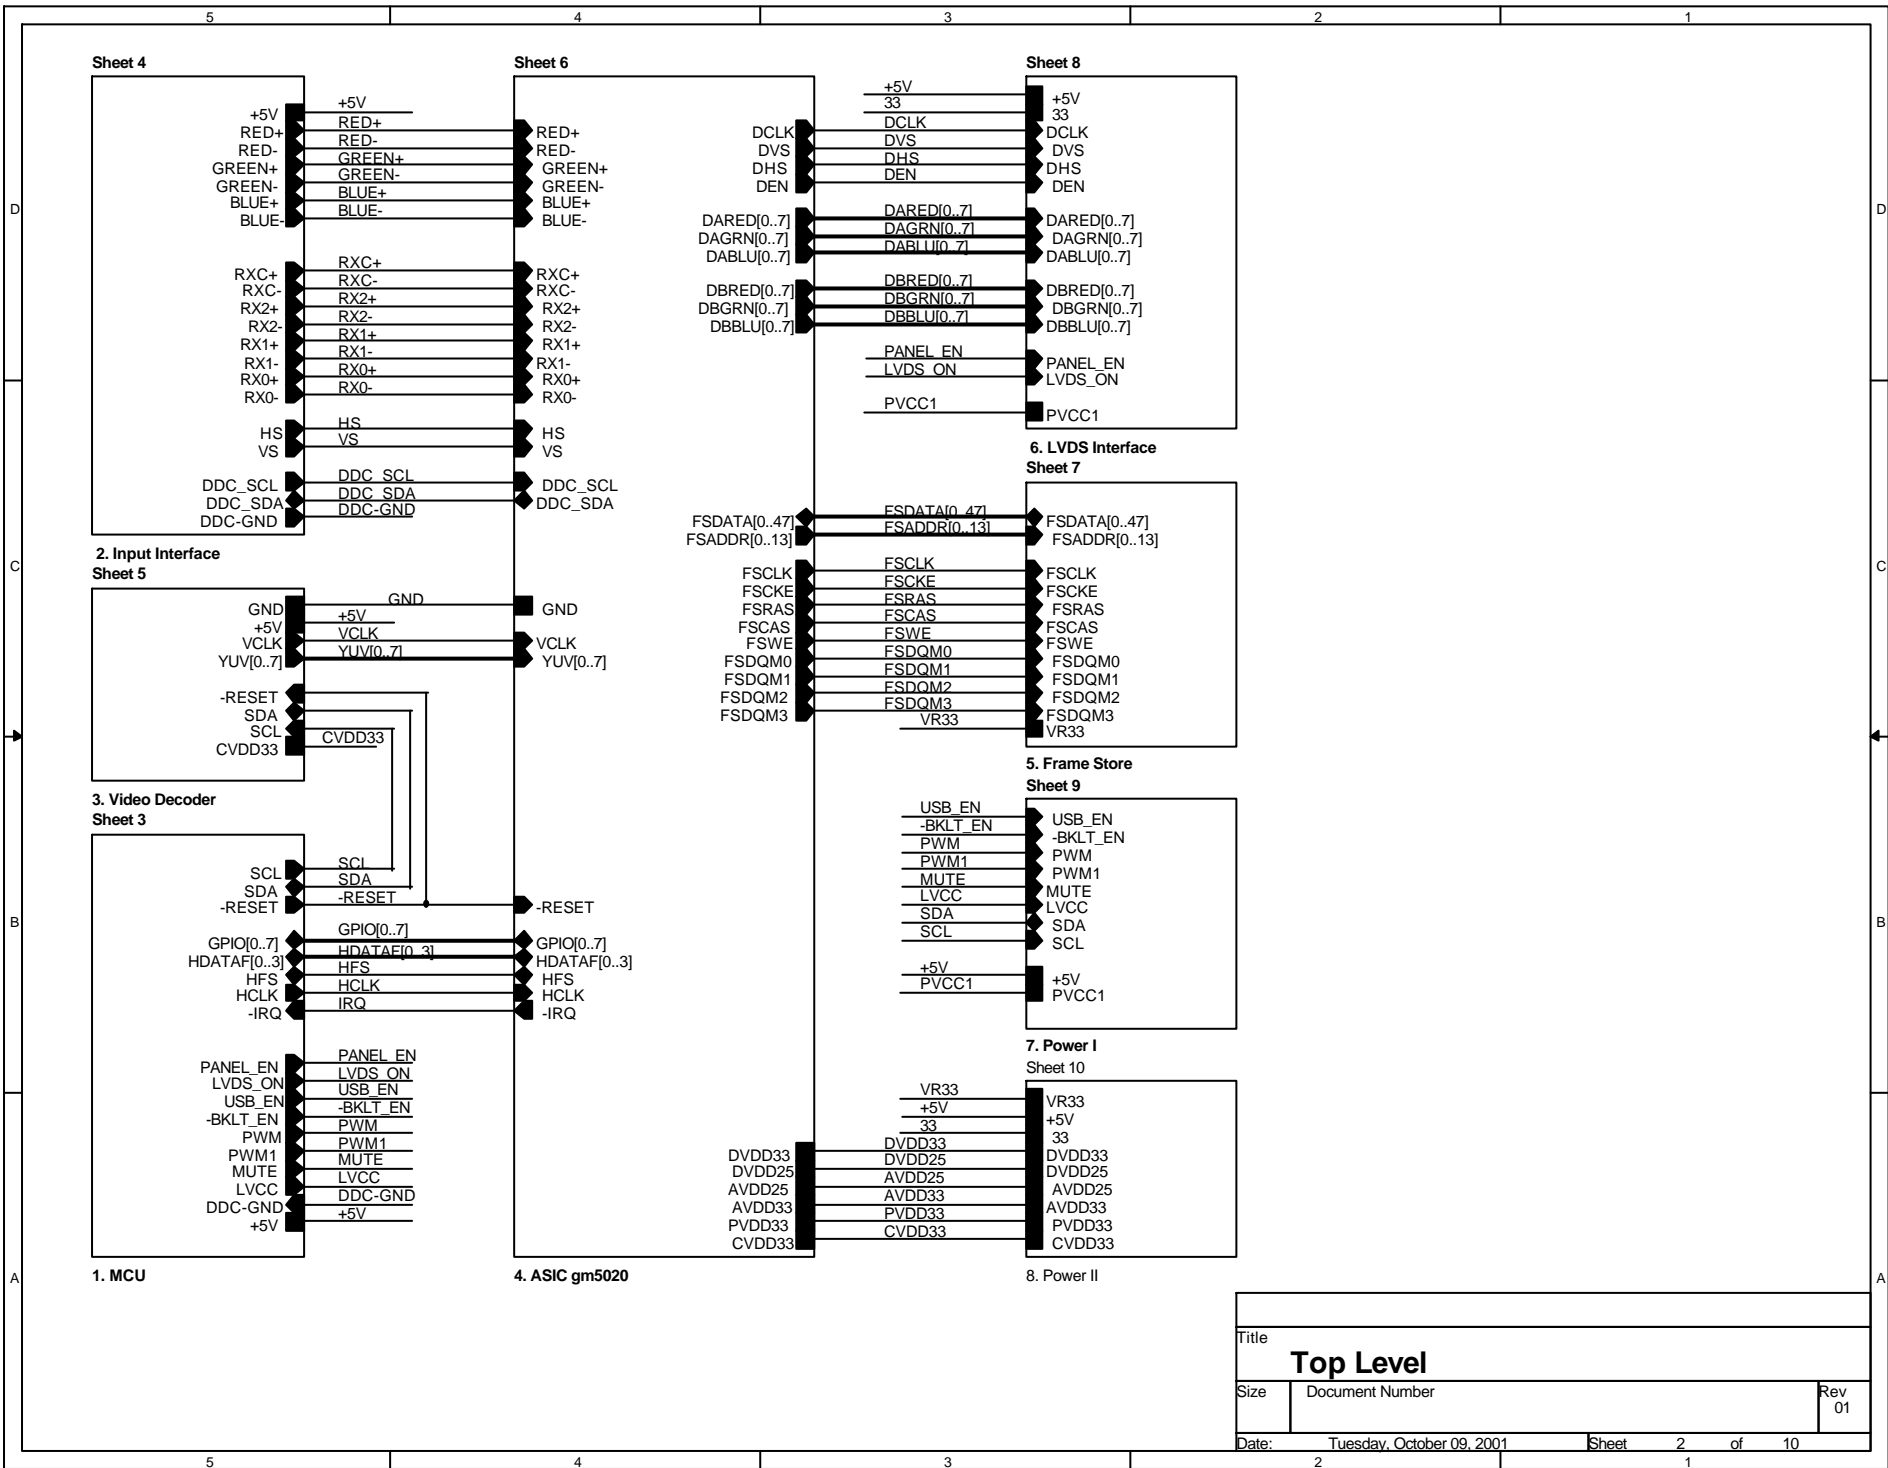 5 4 3 2 1
Sheet 4
+5V
RED+
RED-
GREEN+
GREEN-
BLUE+
BLUE-
RXC+
RXC-
RX2+
RX2-
RX1+
RX1-
RX0+
RX0-
HS
VS
DDC_SCL
DDC_SDA
DDC-GND
+5V
RED+
RED-
GREEN+
GREEN-
BLUE+
BLUE-
RXC+
RXC-
RX2+
RX2-
RX1+
RX1-
RX0+
RX0-
HS
VS
DDC_SCL
DDC_SDA
DDC-GND
2. Input Interface
Sheet 5
GND
+5V
VCLK
YUV[0..7]
-RESET
SDA
SCL
CVDD33
GND
+5V
VCLK
YUV[0..7]
CVDD33
3. Video Decoder
Sheet 3
SCL
SDA
-RESET
GPIO[0..7]
HDATAF[0..3]
HFS
HCLK
-IRQ
PANEL_EN
LVDS_ON
USB_EN
-BKLT_EN
PWM
PWM1
MUTE
LVCC
DDC-GND
+5V
SCL
SDA
-RESET
GPIO[0..7]
HDATAF[0..3]
HFS
HCLK
IRQ
PANEL_EN
LVDS_ON
USB_EN
-BKLT_EN
PWM
PWM1
MUTE
LVCC
DDC-GND
+5V
1. MCU
Sheet 6
RED+
RED-
GREEN+
GREEN-
BLUE+
BLUE-
RXC+
RXC-
RX2+
RX2-
RX1+
RX1-
RX0+
RX0-
HS
VS
DDC_SCL
DDC_SDA
GND
VCLK
YUV[0..7]
-RESET
GPIO[0..7]
HDATAF[0..3]
HFS
HCLK
-IRQ
DCLK
DVS
DHS
DEN
DARED[0..7]
DAGRN[0..7]
DABLU[0..7]
DBRED[0..7]
DBGRN[0..7]
DBBLU[0..7]
FSDATA[0..47]
FSADDR[0..13]
FSCLK
FSCKE
FSRAS
FSCAS
FSWE
FSDQM0
FSDQM1
FSDQM2
FSDQM3
DVDD33
DVDD25
AVDD25
AVDD33
PVDD33
CVDD33
4. ASIC gm5020
Sheet 8
+5V
33
DCLK
DVS
DHS
DEN
DARED[0..7]
DAGRN[0..7]
DABLU[0..7]
DBRED[0..7]
DBGRN[0..7]
DBBLU[0..7]
PANEL_EN
LVDS_ON
PVCC1
+5V
33
DCLK
DVS
DHS
DEN
DARED[0..7]
DAGRN[0..7]
DABLU[0..7]
DBRED[0..7]
DBGRN[0..7]
DBBLU[0..7]
PANEL_EN
LVDS_ON
PVCC1
6. LVDS Interface
Sheet 7
FSDATA[0..47]
FSADDR[0..13]
FSCLK
FSCKE
FSRAS
FSCAS
FSWE
FSDQM0
FSDQM1
FSDQM2
FSDQM3
VR33
FSDATA[0..47]
FSADDR[0..13]
FSCLK
FSCKE
FSRAS
FSCAS
FSWE
FSDQM0
FSDQM1
FSDQM2
FSDQM3
VR33
5. Frame Store
Sheet 9
USB_EN
-BKLT_EN
PWM
PWM1
MUTE
LVCC
SDA
SCL
+5V
PVCC1
USB_EN
-BKLT_EN
PWM
PWM1
MUTE
LVCC
SDA
SCL
+5V
PVCC1
7. Power I
Sheet 10
VR33
+5V
33
DVDD33
DVDD25
AVDD25
AVDD33
PVDD33
CVDD33
VR33
+5V
33
DVDD33
DVDD25
AVDD25
AVDD33
PVDD33
CVDD33
8. Power II
D D
C C
B B
A A
Title
Top Level
Size Document Number Rev
01
Date: Tuesday, October 09, 2001 Sheet 2 of 10
5 4 3 2 1